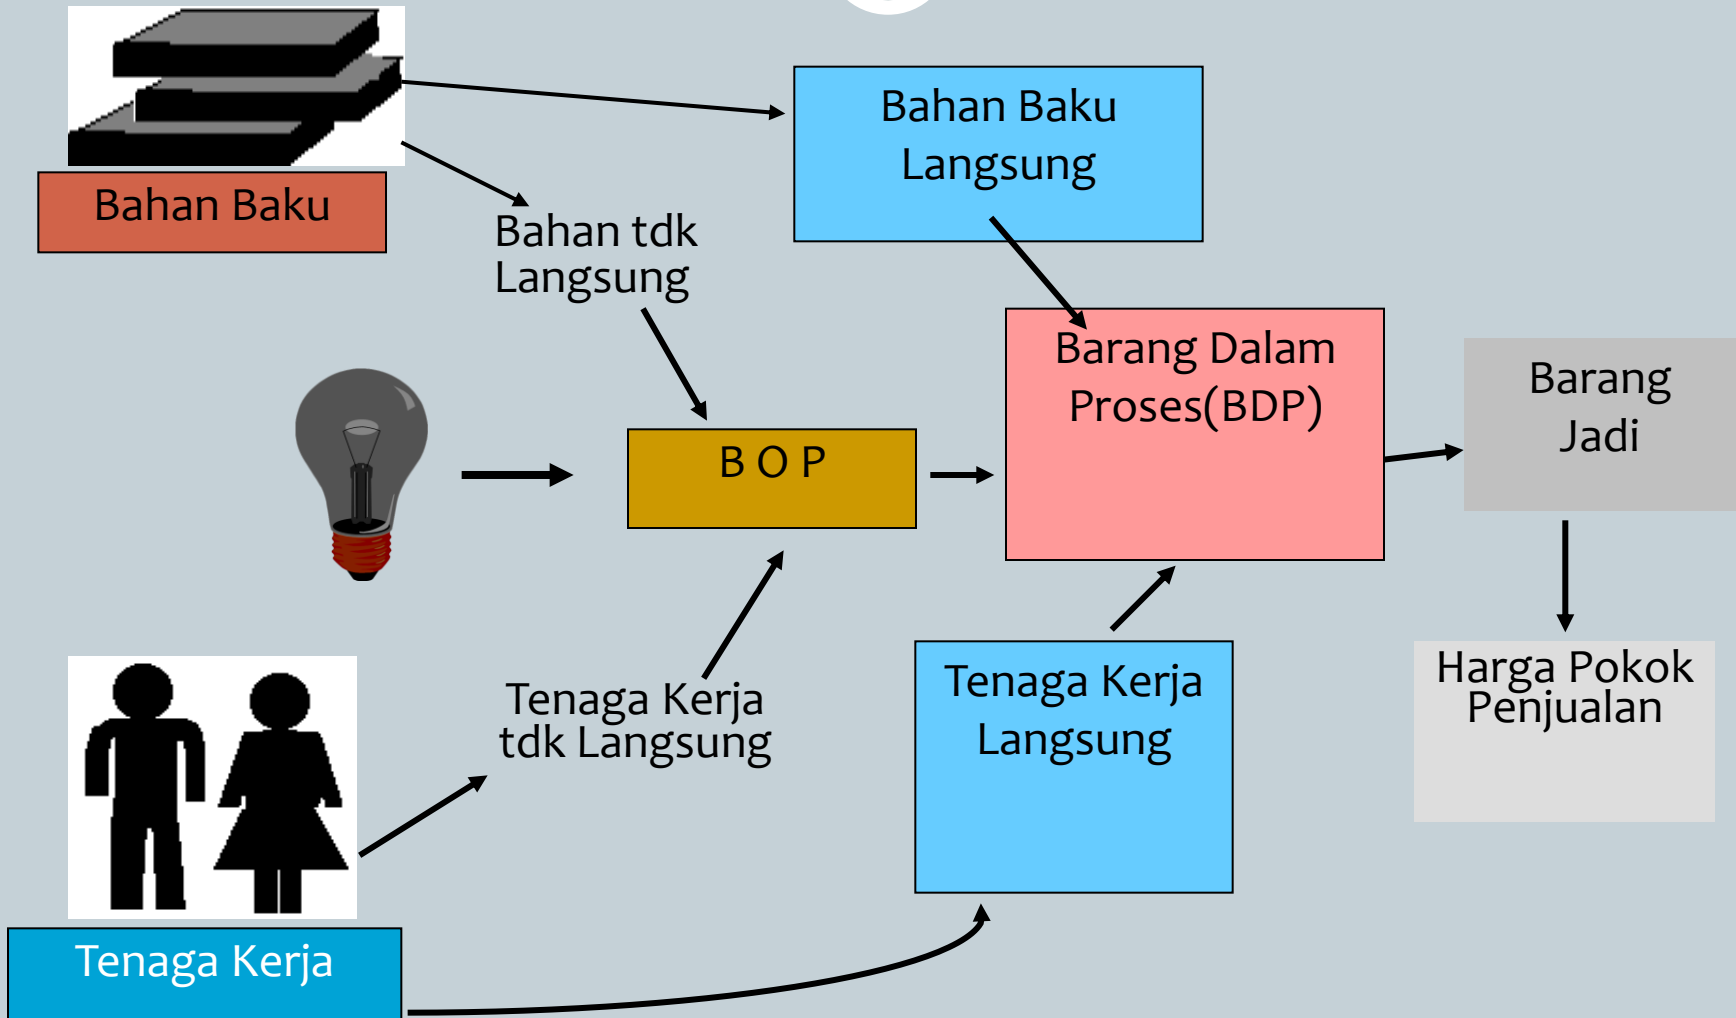 Bahan Baku
Bahan Baku
Langsung
Bahan tdk
Langsung
Barang Dalam
Proses(BDP)
Barang
Jadi
B O P
Tenaga Kerja
tdk Langsung
Tenaga Kerja
Langsung
Harga Pokok
Penjualan
Tenaga Kerja